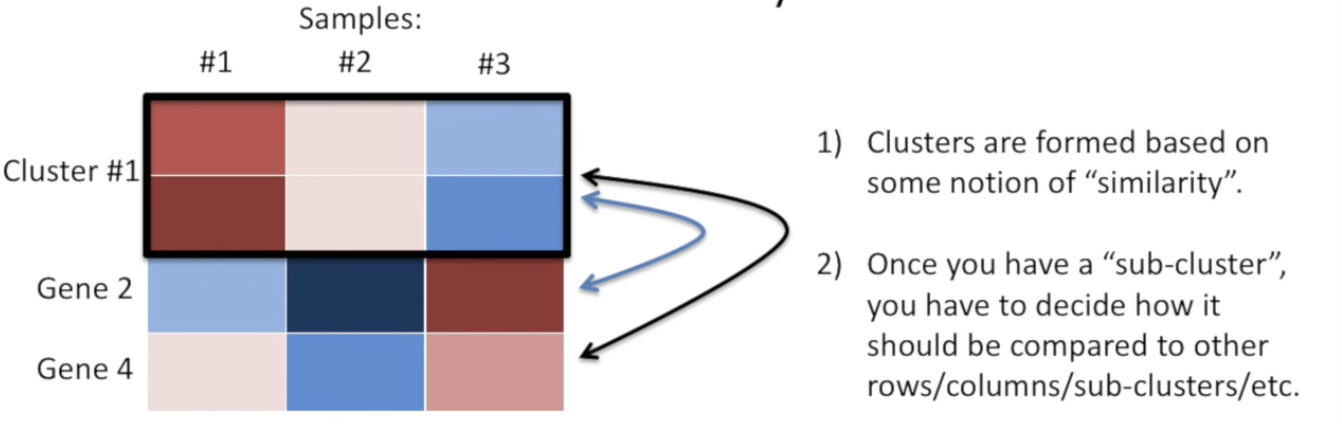 Samples:
#1 #2 #3
Cluster #1
Gene 2
Gene 4
1) Clusters are formed based on
some notion of “similarity”.
2) Once you have a “sub-cluster”,
you have to decide how it
should be compared to other
rows/columns/sub-clusters/etc.